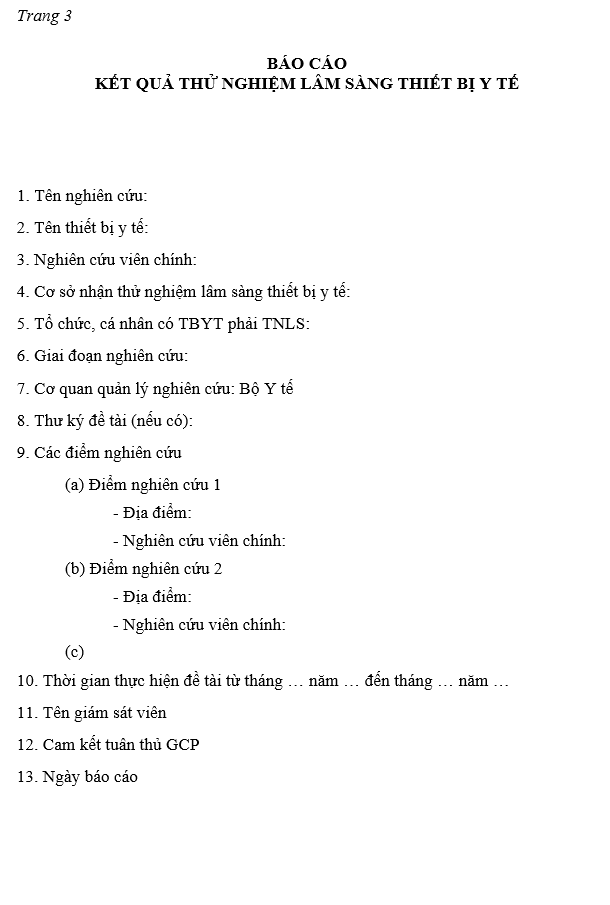 Trang 3
BÁO CÁO
KẾT QUẢ THỬ NGHIỆM LÂM SÀNG THIẾT BỊ Y TẾ
1. Tên nghiên cứu:
2. Tên thiết bị y tế:
3. Nghiên cứu viên chính:
4. Cơ sở nhận thử nghiệm lâm sàng thiết bị y tế:
5. Tổ chức, cá nhân có TBYT phải TNLS:
6. Giai đoạn nghiên cứu:
7. Cơ quan quản lý nghiên cứu: Bộ Y tế
8. Thư ký đề tài (nếu có):
9. Các điểm nghiên cứu
(a) Điểm nghiên cứu 1
- Địa điểm:
- Nghiên cứu viên chính:
(b) Điểm nghiên cứu 2
- Địa điểm:
- Nghiên cứu viên chính:
(c)
10. Thời gian thực hiện đề tài từ tháng … năm … đến tháng … năm …
11. Tên giám sát viên
12. Cam kết tuân thủ GCP
13. Ngày báo cáo